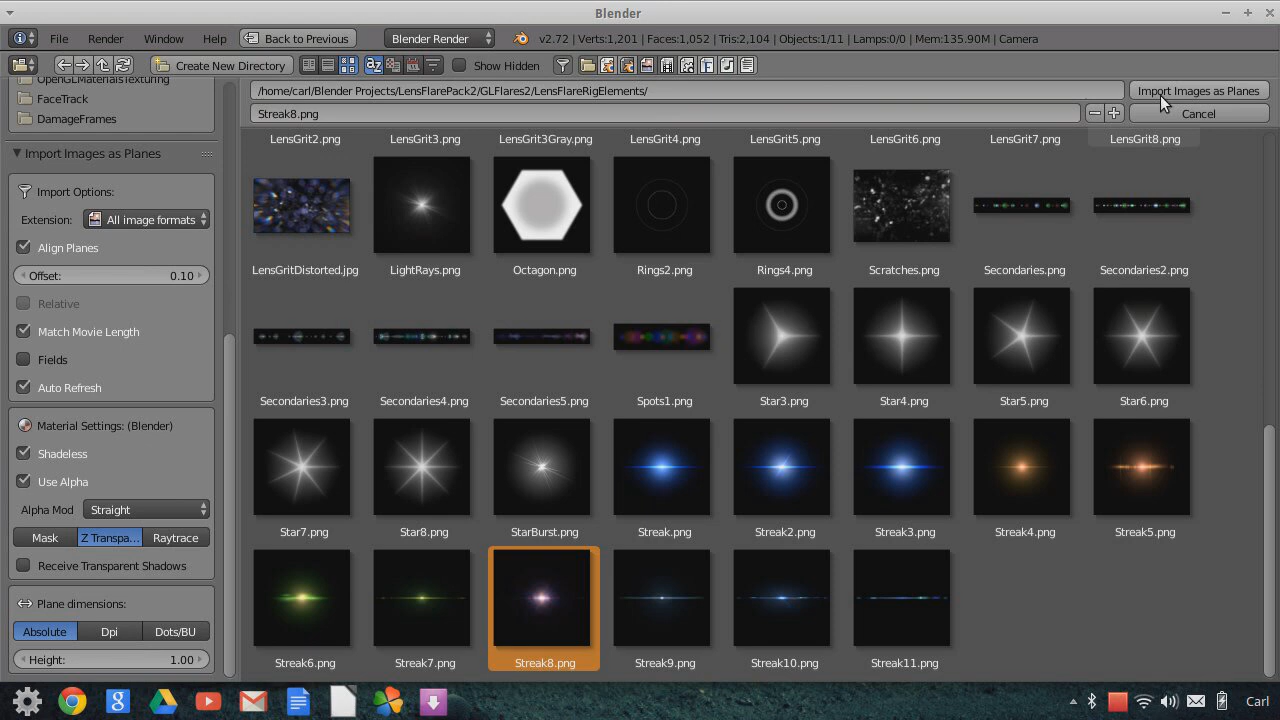 Blender
File Render Window Help Back to Previous Blender Render v2.72 | Verts:1,201 | Faces:1,052 | Tris:2,104 | Objects:1/11 | Lamps:0/0 | Mem:135.90M | Camera
Create New Directory Show Hidden
OpenGLMaterialsTexturing
FaceTrack
DamageFrames
Import Images as Planes
Import Options:
Extension: All image formats
Align Planes
Offset: 0.10
Relative
Match Movie Length
Fields
Auto Refresh
Material Settings: (Blender)
Shadeless
Use Alpha
Alpha Mod Straight
Mask Z Transpa... Raytrace
Receive Transparent Shadows
Plane dimensions:
Absolute Dpi Dots/BU
Height: 1.00
/home/carl/Blender Projects/LensFlarePack2/GLFlares2/LensFlareRigElements/ Import Images as Planes
Streak8.png Cancel
LensGrit2.png LensGrit3.png LensGrit3Gray.png LensGrit4.png LensGrit5.png LensGrit6.png LensGrit7.png LensGrit8.png
LensGritDistorted.jpg LightRays.png Octagon.png Rings2.png Rings4.png Scratches.png Secondaries.png Secondaries2.png
Secondaries3.png Secondaries4.png Secondaries5.png Spots1.png Star3.png Star4.png Star5.png Star6.png
Star7.png Star8.png StarBurst.png Streak.png Streak2.png Streak3.png Streak4.png Streak5.png
Streak6.png Streak7.png Streak8.png Streak9.png Streak10.png Streak11.png
Carl